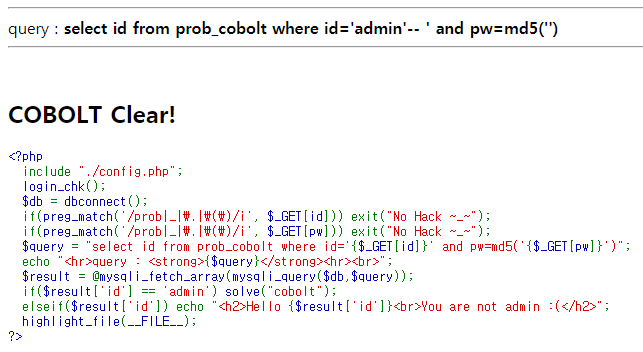 query : select id from prob_cobolt where id='admin'-- ' and pw=md5('')
COBOLT Clear!
<?php
  include "./config.php";
  login_chk();
  $db = dbconnect();
  if(preg_match('/prob|_|₩.|₩(₩)/i', $_GET[id])) exit("No Hack ~_~");
  if(preg_match('/prob|_|₩.|₩(₩)/i', $_GET[pw])) exit("No Hack ~_~");
  $query = "select id from prob_cobolt where id='{$_GET[id]}' and pw=md5('{$_GET[pw]}')";
  echo "<hr>query : <strong>{$query}</strong><hr><br>";
  $result = @mysqli_fetch_array(mysqli_query($db,$query));
  if($result['id'] == 'admin') solve("cobolt");
  elseif($result['id']) echo "<h2>Hello {$result['id']}<br>You are not admin :(</h2>";
  highlight_file(__FILE__);
?>